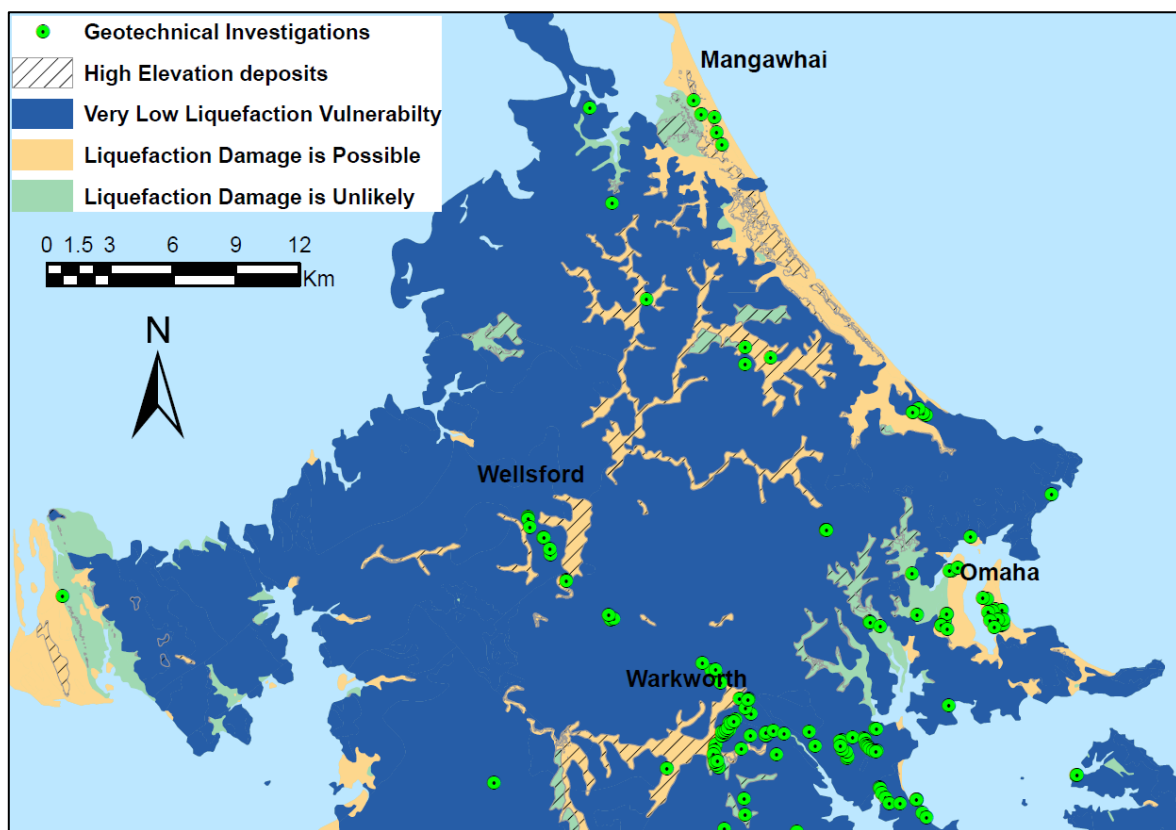 Geotechnical Investigations
High Elevation deposits
Very Low Liquefaction Vulnerabilty
Liquefaction Damage is Possible
Liquefaction Damage is Unlikely
0 1.5 3 6 9 12
Km
N
Mangawhai
Wellsford
Omaha
Warkworth